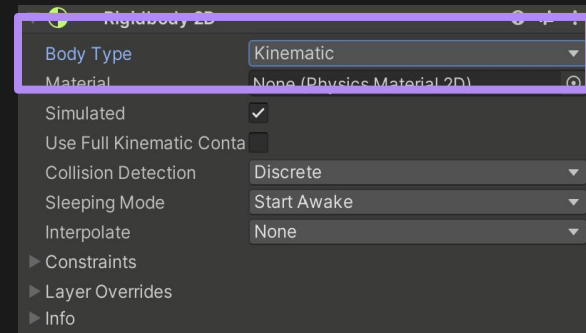 Rigidbody 2D
Body Type Kinematic
Material None (Physics Material 2D)
Simulated
Use Full Kinematic Conta
Collision Detection Discrete
Sleeping Mode Start Awake
Interpolate None
Constraints
Layer Overrides
Info